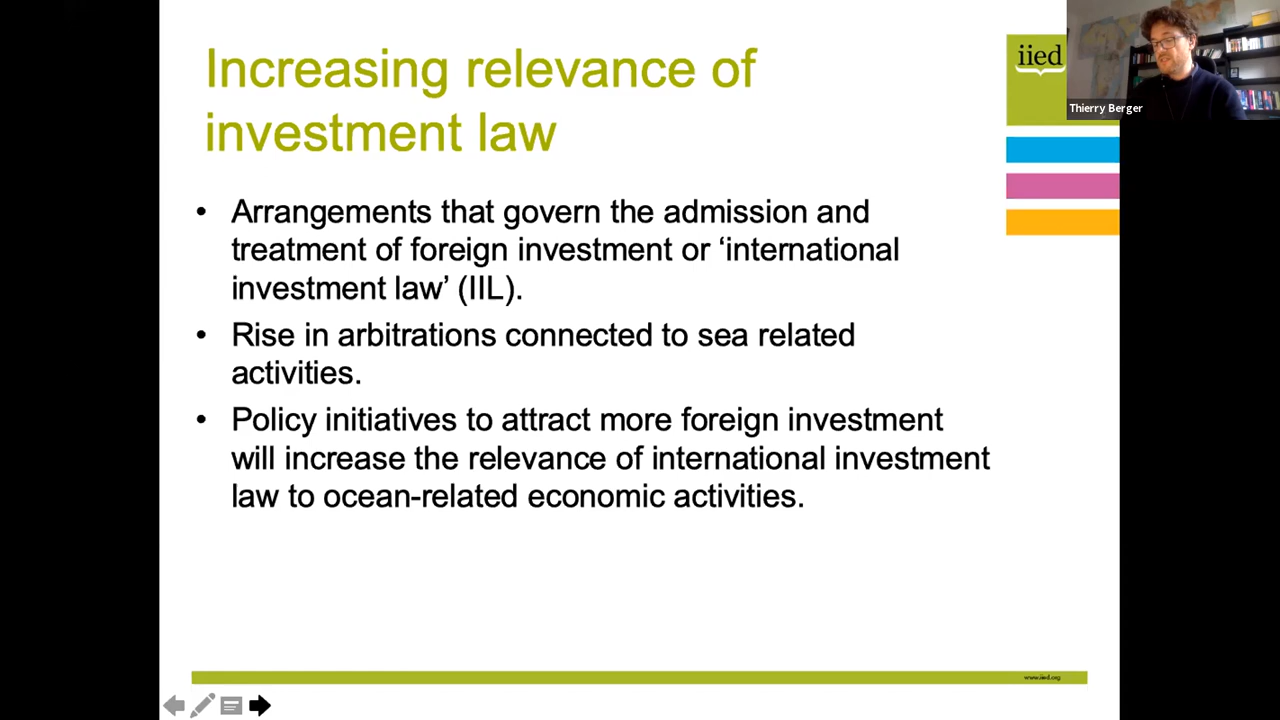 Increasing relevance of
investment law
iied
Thierry Berger
• Arrangements that govern the admission and
treatment of foreign investment or ‘international
investment law’ (IIL).
• Rise in arbitrations connected to sea related
activities.
• Policy initiatives to attract more foreign investment
will increase the relevance of international investment
law to ocean-related economic activities.
www.iied.org